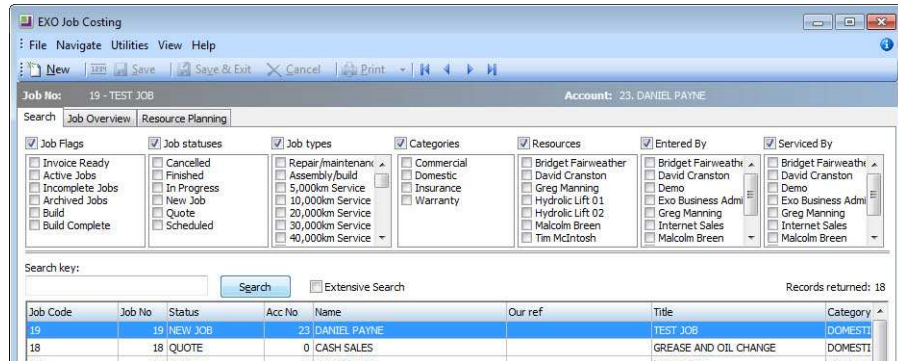 EXO Job Costing
File Navigate Utilities View Help
New Save Save & Exit Cancel Print
Job No: 19 - TEST JOB Account: 23. DANIEL PAYNE
Search Job Overview Resource Planning
Job Flags Job statuses Job types Categories Resources Entered By Serviced By
Invoice Ready Cancelled Repair/maintenanc Commercial Bridget Fairweather Bridget Fairweathe Bridget Fairweathe
Active Jobs Finished Assembly/build Domestic David Cranston David Cranston David Cranston
Incomplete Jobs In Progress 5,000km Service Insurance Greg Manning Demo Demo
Archived Jobs New Job 10,000km Service Warranty Hydrolic Lift 01 Exo Business Admi Exo Business Admi
Build Quote 20,000km Service Hydrolic Lift 02 Greg Manning Greg Manning
Build Complete Scheduled 30,000km Service Malcolm Breen Internet Sales Internet Sales
40,000km Service Tim McIntosh Malcolm Breen Malcolm Breen
Search key:
Search Extensive Search Records returned: 18
Job Code Job No Status Acc No Name Our ref Title Category
19 19 NEW JOB 23 DANIEL PAYNE TEST JOB DOMESTI
18 18 QUOTE 0 CASH SALES GREASE AND OIL CHANGE DOMESTI